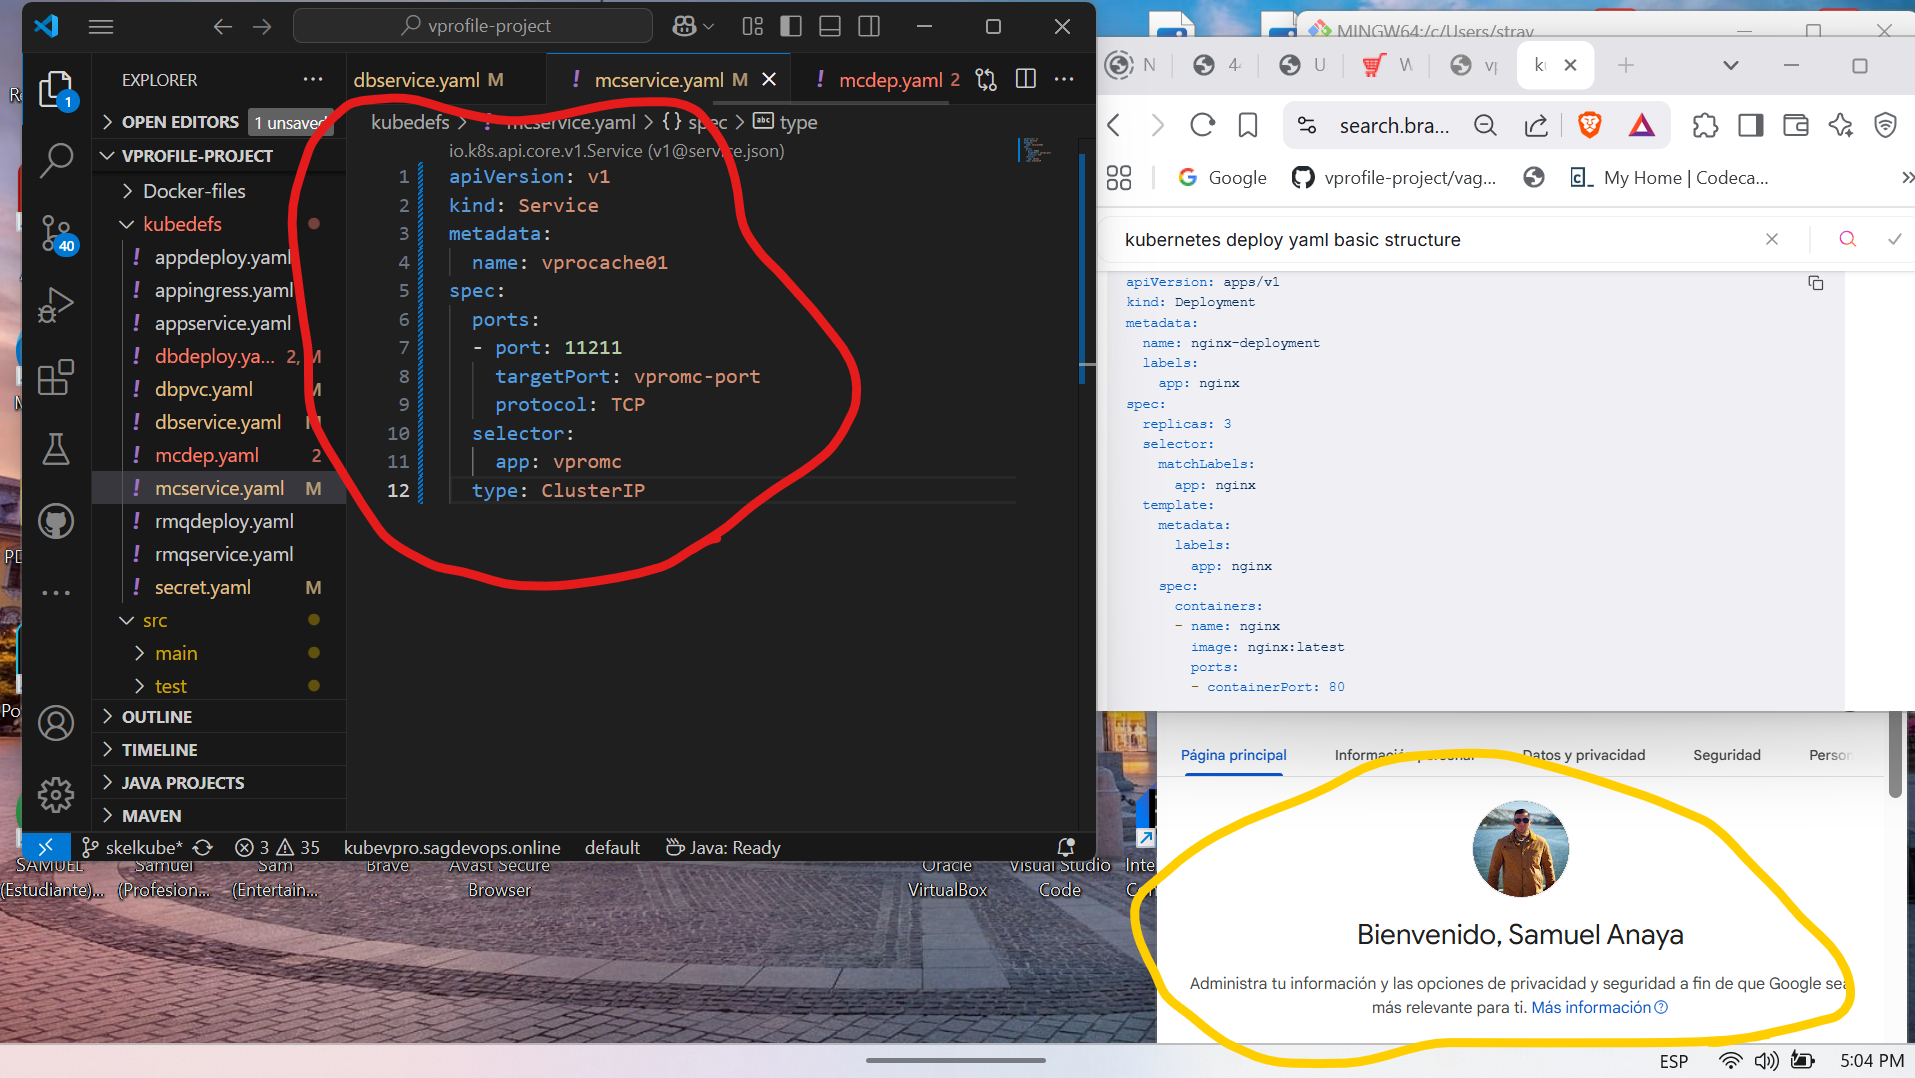 vprofile-project
MINGW64:/c/Users/stray
EXPLORER
dbservice.yaml M
! mcservice.yaml M
! mcdep.yaml 2
1
OPEN EDITORS 1 unsaved
VPROFILE-PROJECT
Docker-files
kubedefs
! appdeploy.yaml
! appingress.yaml
! appservice.yaml
! dbdeploy.ya... 2, M
! dbpvc.yaml M
! dbservice.yaml M
! mcdep.yaml 2
! mcservice.yaml M
! rmqdeploy.yaml
! rmqservice.yaml
! secret.yaml M
src
main
test
OUTLINE
TIMELINE
JAVA PROJECTS
MAVEN
40
kubedefs > ! mcservice.yaml > {} spec > abc type
io.k8s.api.core.v1.Service (v1@service.json)
1 apiVersion: v1
2 kind: Service
3 metadata:
4 name: vprocache01
5 spec:
6 ports:
7 - port: 11211
8 targetPort: vpromc-port
9 protocol: TCP
10 selector:
11 app: vpromc
12 type: ClusterIP
skelkube* 3 35 kubevpro.sagdevops.online default Java: Ready
N
U
W
search.bra...
Google
vprofile-project/vag...
My Home | Codeca...
kubernetes deploy yaml basic structure
apiVersion: apps/v1
kind: Deployment
metadata:
name: nginx-deployment
labels:
app: nginx
spec:
replicas: 3
selector:
matchLabels:
app: nginx
template:
metadata:
labels:
app: nginx
spec:
containers:
- name: nginx
image: nginx:latest
ports:
- containerPort: 80
Página principal
Información personal
Datos y privacidad
Seguridad
Person
Bienvenido, Samuel Anaya
Administra tu información y las opciones de privacidad y seguridad a fin de que Google sea
más relevante para ti. Más información
SAMUEL
(Estudiante)...
Samuel
(Profesion...
Sam
(Entertain...
Brave
Avast Secure
Browser
Oracle
VirtualBox
Visual Studio
Code
Inte
ESP
5:04 PM